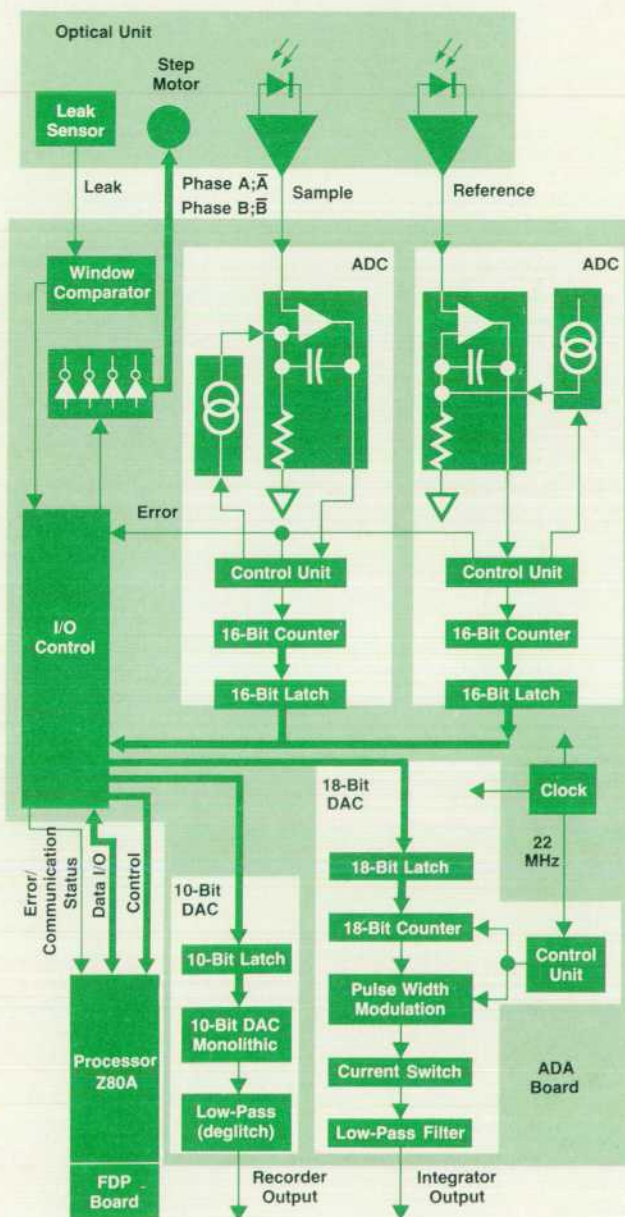 Optical Unit
Step
Motor
Leak
Sensor
Leak
Phase A;A̅
Phase B;B̅
Sample
Reference
Window
Comparator
ADC
ADC
Error
I/O
Control
Control Unit
Control Unit
16-Bit Counter
16-Bit Counter
16-Bit Latch
16-Bit Latch
18-Bit
DAC
Clock
22
MHz
Error/
Communication
Status
Data I/O
Control
10-Bit
DAC
18-Bit Latch
18-Bit Counter
Control
Unit
10-Bit Latch
Pulse Width
Modulation
10-Bit DAC
Monolithic
Processor
Z80A
Current Switch
ADA
Board
Low-Pass
(deglitch)
Low-Pass Filter
FDP
Board
Recorder
Output
Integrator
Output